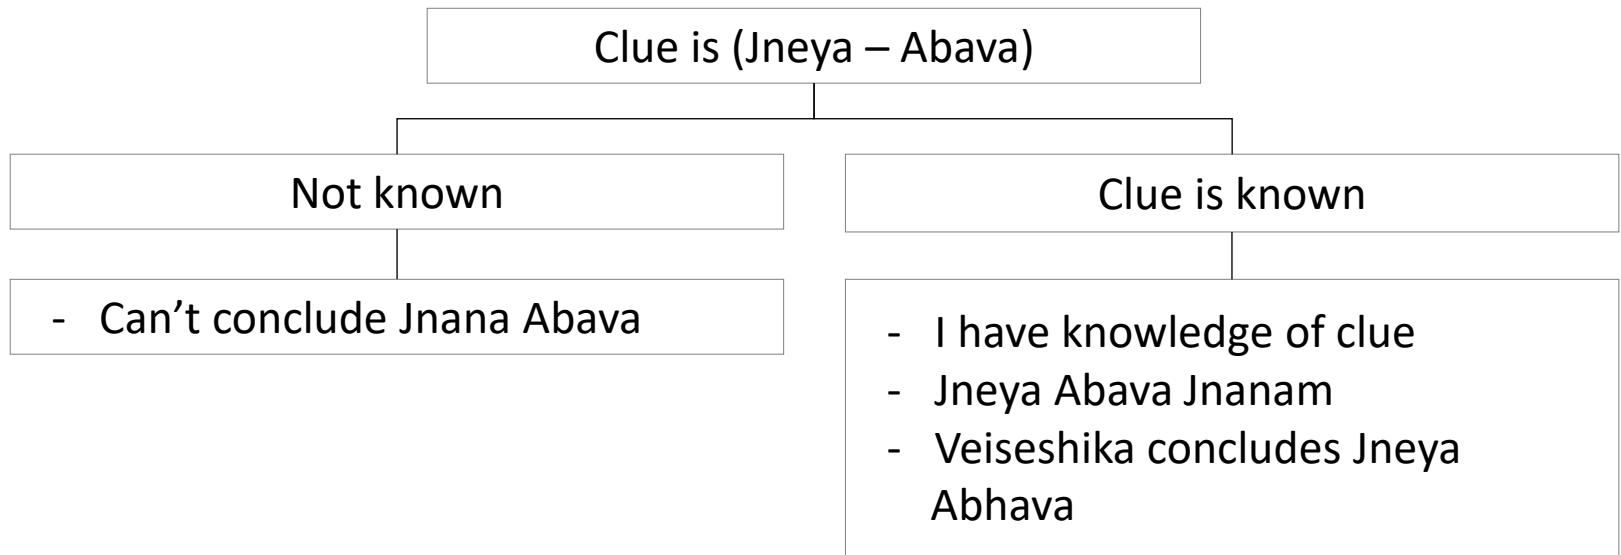 Clue is (Jneya – Abava)
Not known
Clue is known
- Can’t conclude Jnana Abava
- I have knowledge of clue
- Jneya Abava Jnanam
- Veiseshika concludes Jneya
Abhava